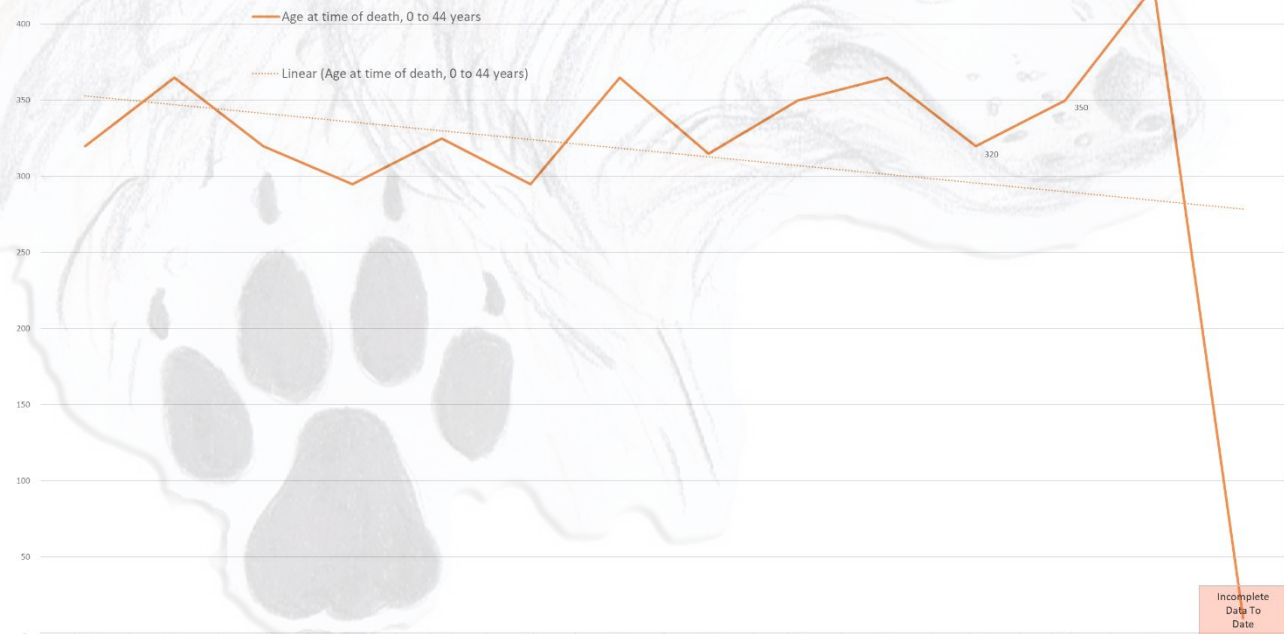 400
Age at time of death, 0 to 44 years
Linear (Age at time of death, 0 to 44 years)
350
350
320
300
250
200
150
100
50
Incomplete
Data To
Date
-